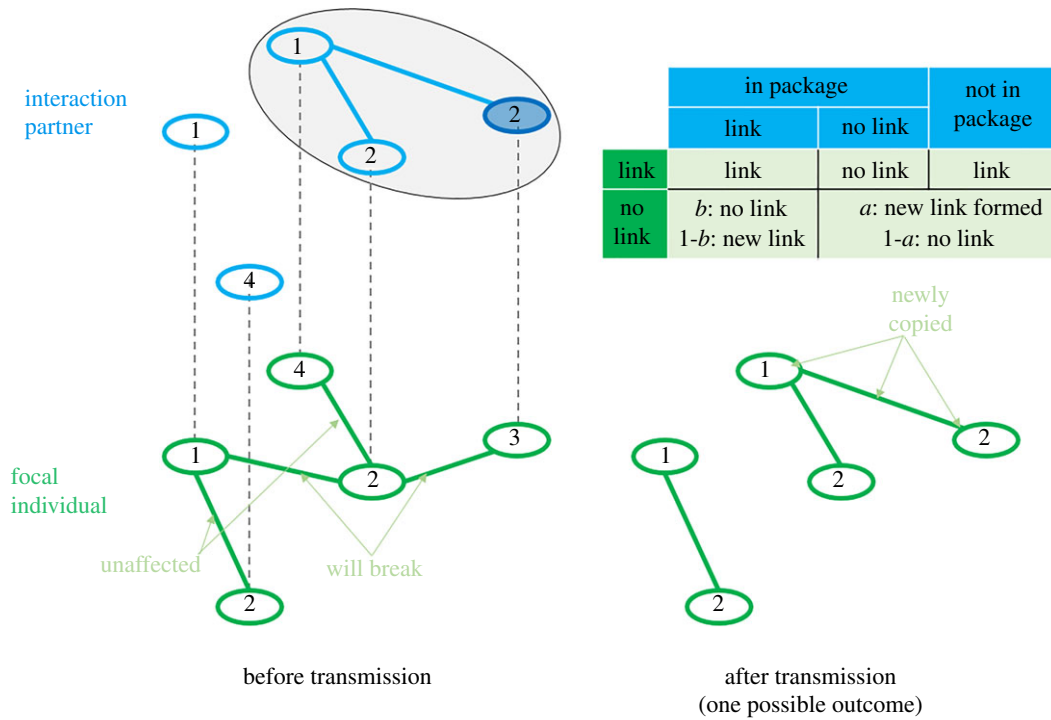 interaction
partner
1
1
2
2
4
4
1
2
3
2
focal
individual
unaffected
will break
before transmission
in package
not in
package
link
no link
link
link
no link
link
no
link
b: no link
1-b: new link
a: new link formed
1-a: no link
newly
copied
1
2
1
2
2
after transmission
(one possible outcome)